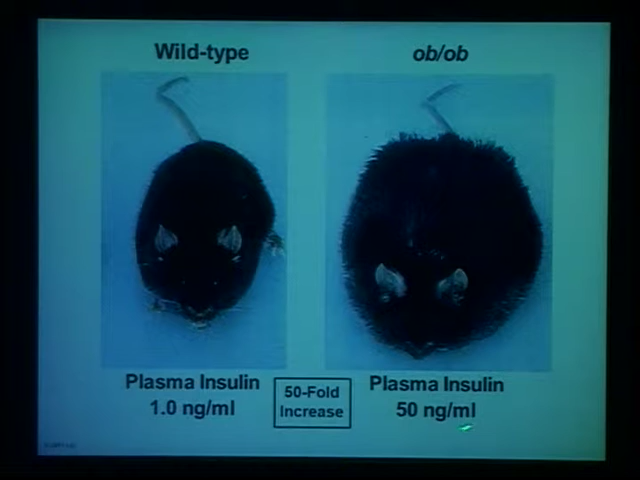 Wild-type
ob/ob
Plasma Insulin
1.0 ng/ml
50-Fold
Increase
Plasma Insulin
50 ng/ml